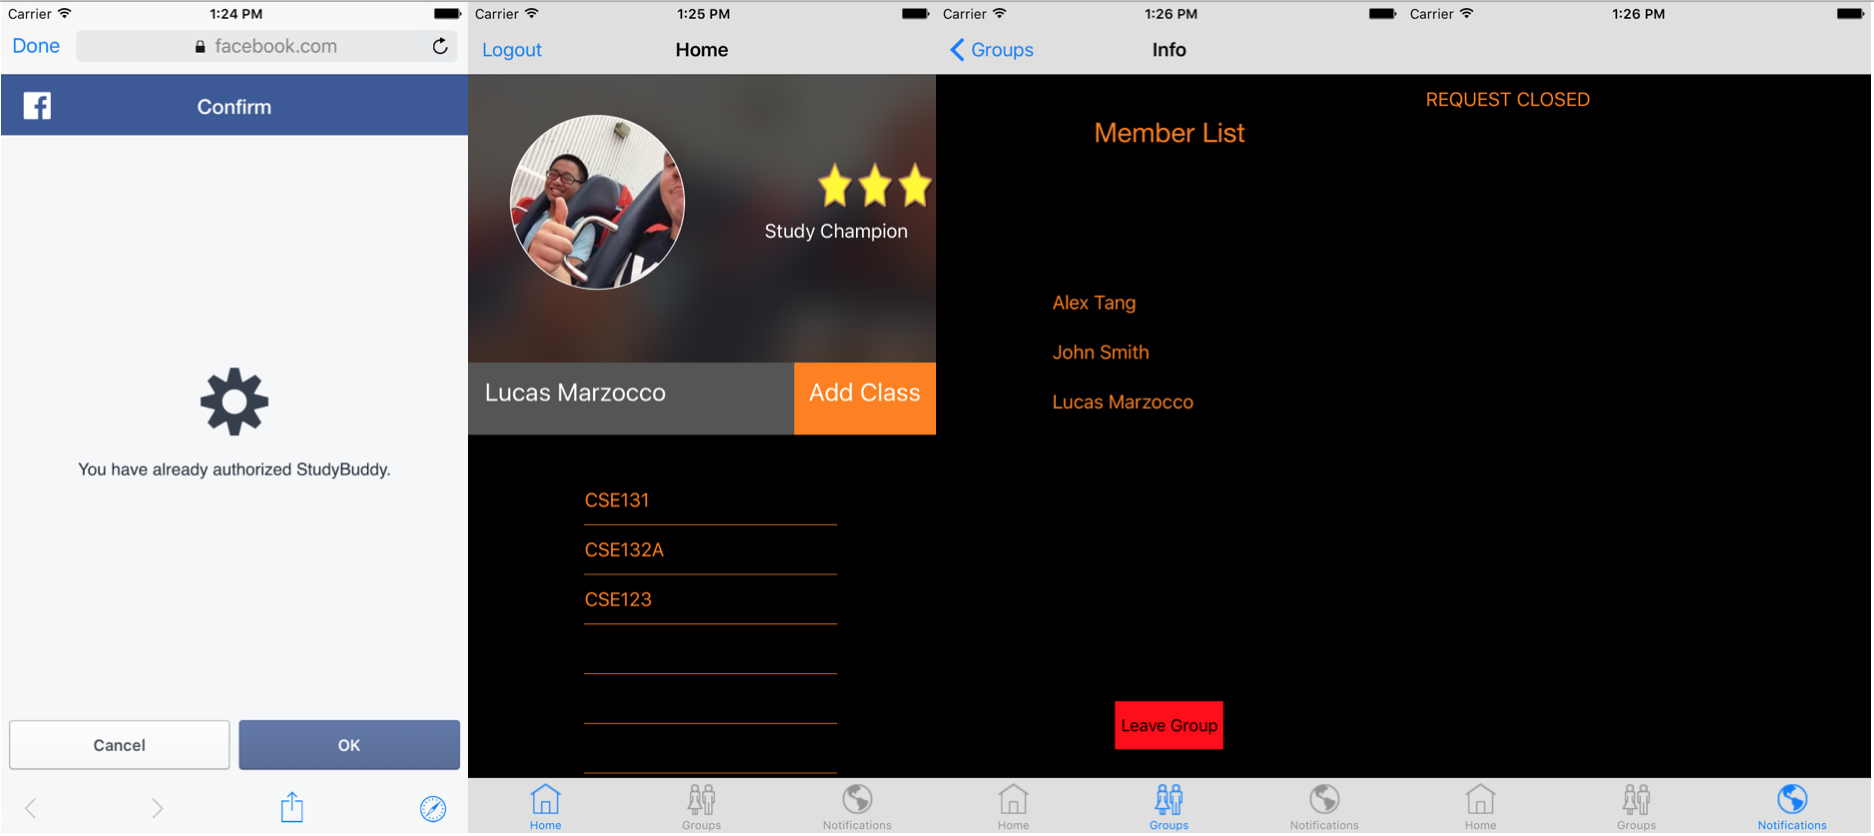 Carrier 1:24 PM
Done facebook.com
Confirm
You have already authorized StudyBuddy.
Cancel OK
Carrier 1:25 PM
Logout Home
Study Champion
Lucas Marzocco Add Class
CSE131
CSE132A
CSE123
Home Groups Notifications
Carrier 1:26 PM
Groups Info
Member List
Alex Tang
John Smith
Lucas Marzocco
Leave Group
Home Groups Notifications
Carrier 1:26 PM
REQUEST CLOSED
Home Groups Notifications